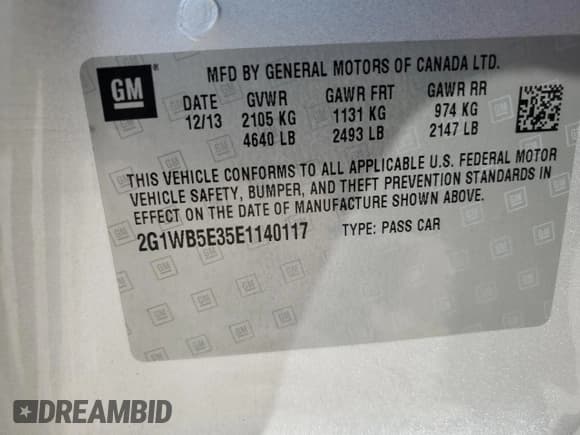 GM
MFD BY GENERAL MOTORS OF CANADA LTD.
DATE GVWR GAWR FRT GAWR RR
12/13 2105 KG 1131 KG 974 KG
4640 LB 2493 LB 2147 LB
THIS VEHICLE CONFORMS TO ALL APPLICABLE U.S. FEDERAL MOTOR
VEHICLE SAFETY, BUMPER, AND THEFT PREVENTION STANDARDS IN
EFFECT ON THE DATE OF MANUFACTURE SHOWN ABOVE.
2G1WB5E35E1140117 TYPE: PASS CAR
DREAMBID